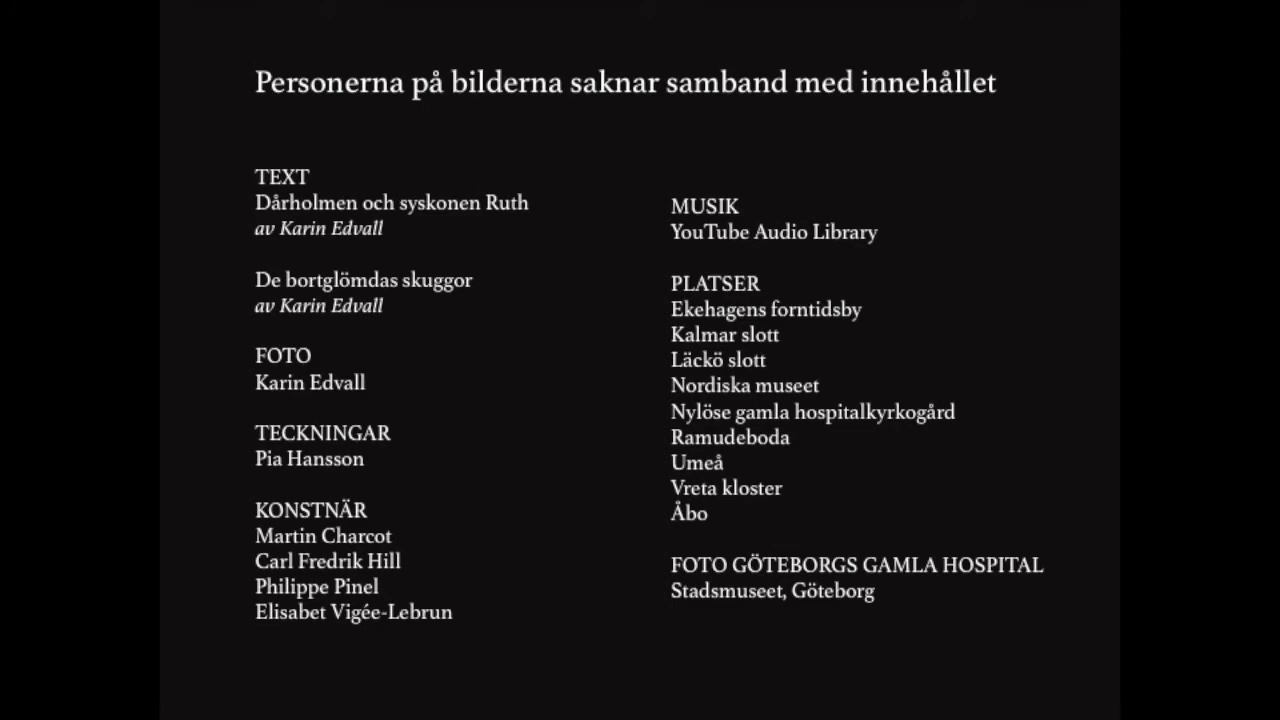 Personerna på bilderna saknar samband med innehållet
TEXT
Dårholmen och syskonen Ruth
av Karin Edvall
De bortglömdas skuggor
av Karin Edvall
FOTO
Karin Edvall
TECKNINGAR
Pia Hansson
KONSTNÄR
Martin Charcot
Carl Fredrik Hill
Philippe Pinel
Elisabet Vigée-Lebrun
MUSIK
YouTube Audio Library
PLATSER
Ekehagens forntidsby
Kalmar slott
Läckö slott
Nordiska museet
Nylöse gamla hospitalkyrkogård
Ramudeboda
Umeå
Vreta kloster
Åbo
FOTO GÖTEBORGS GAMLA HOSPITAL
Stadsmuseet, Göteborg